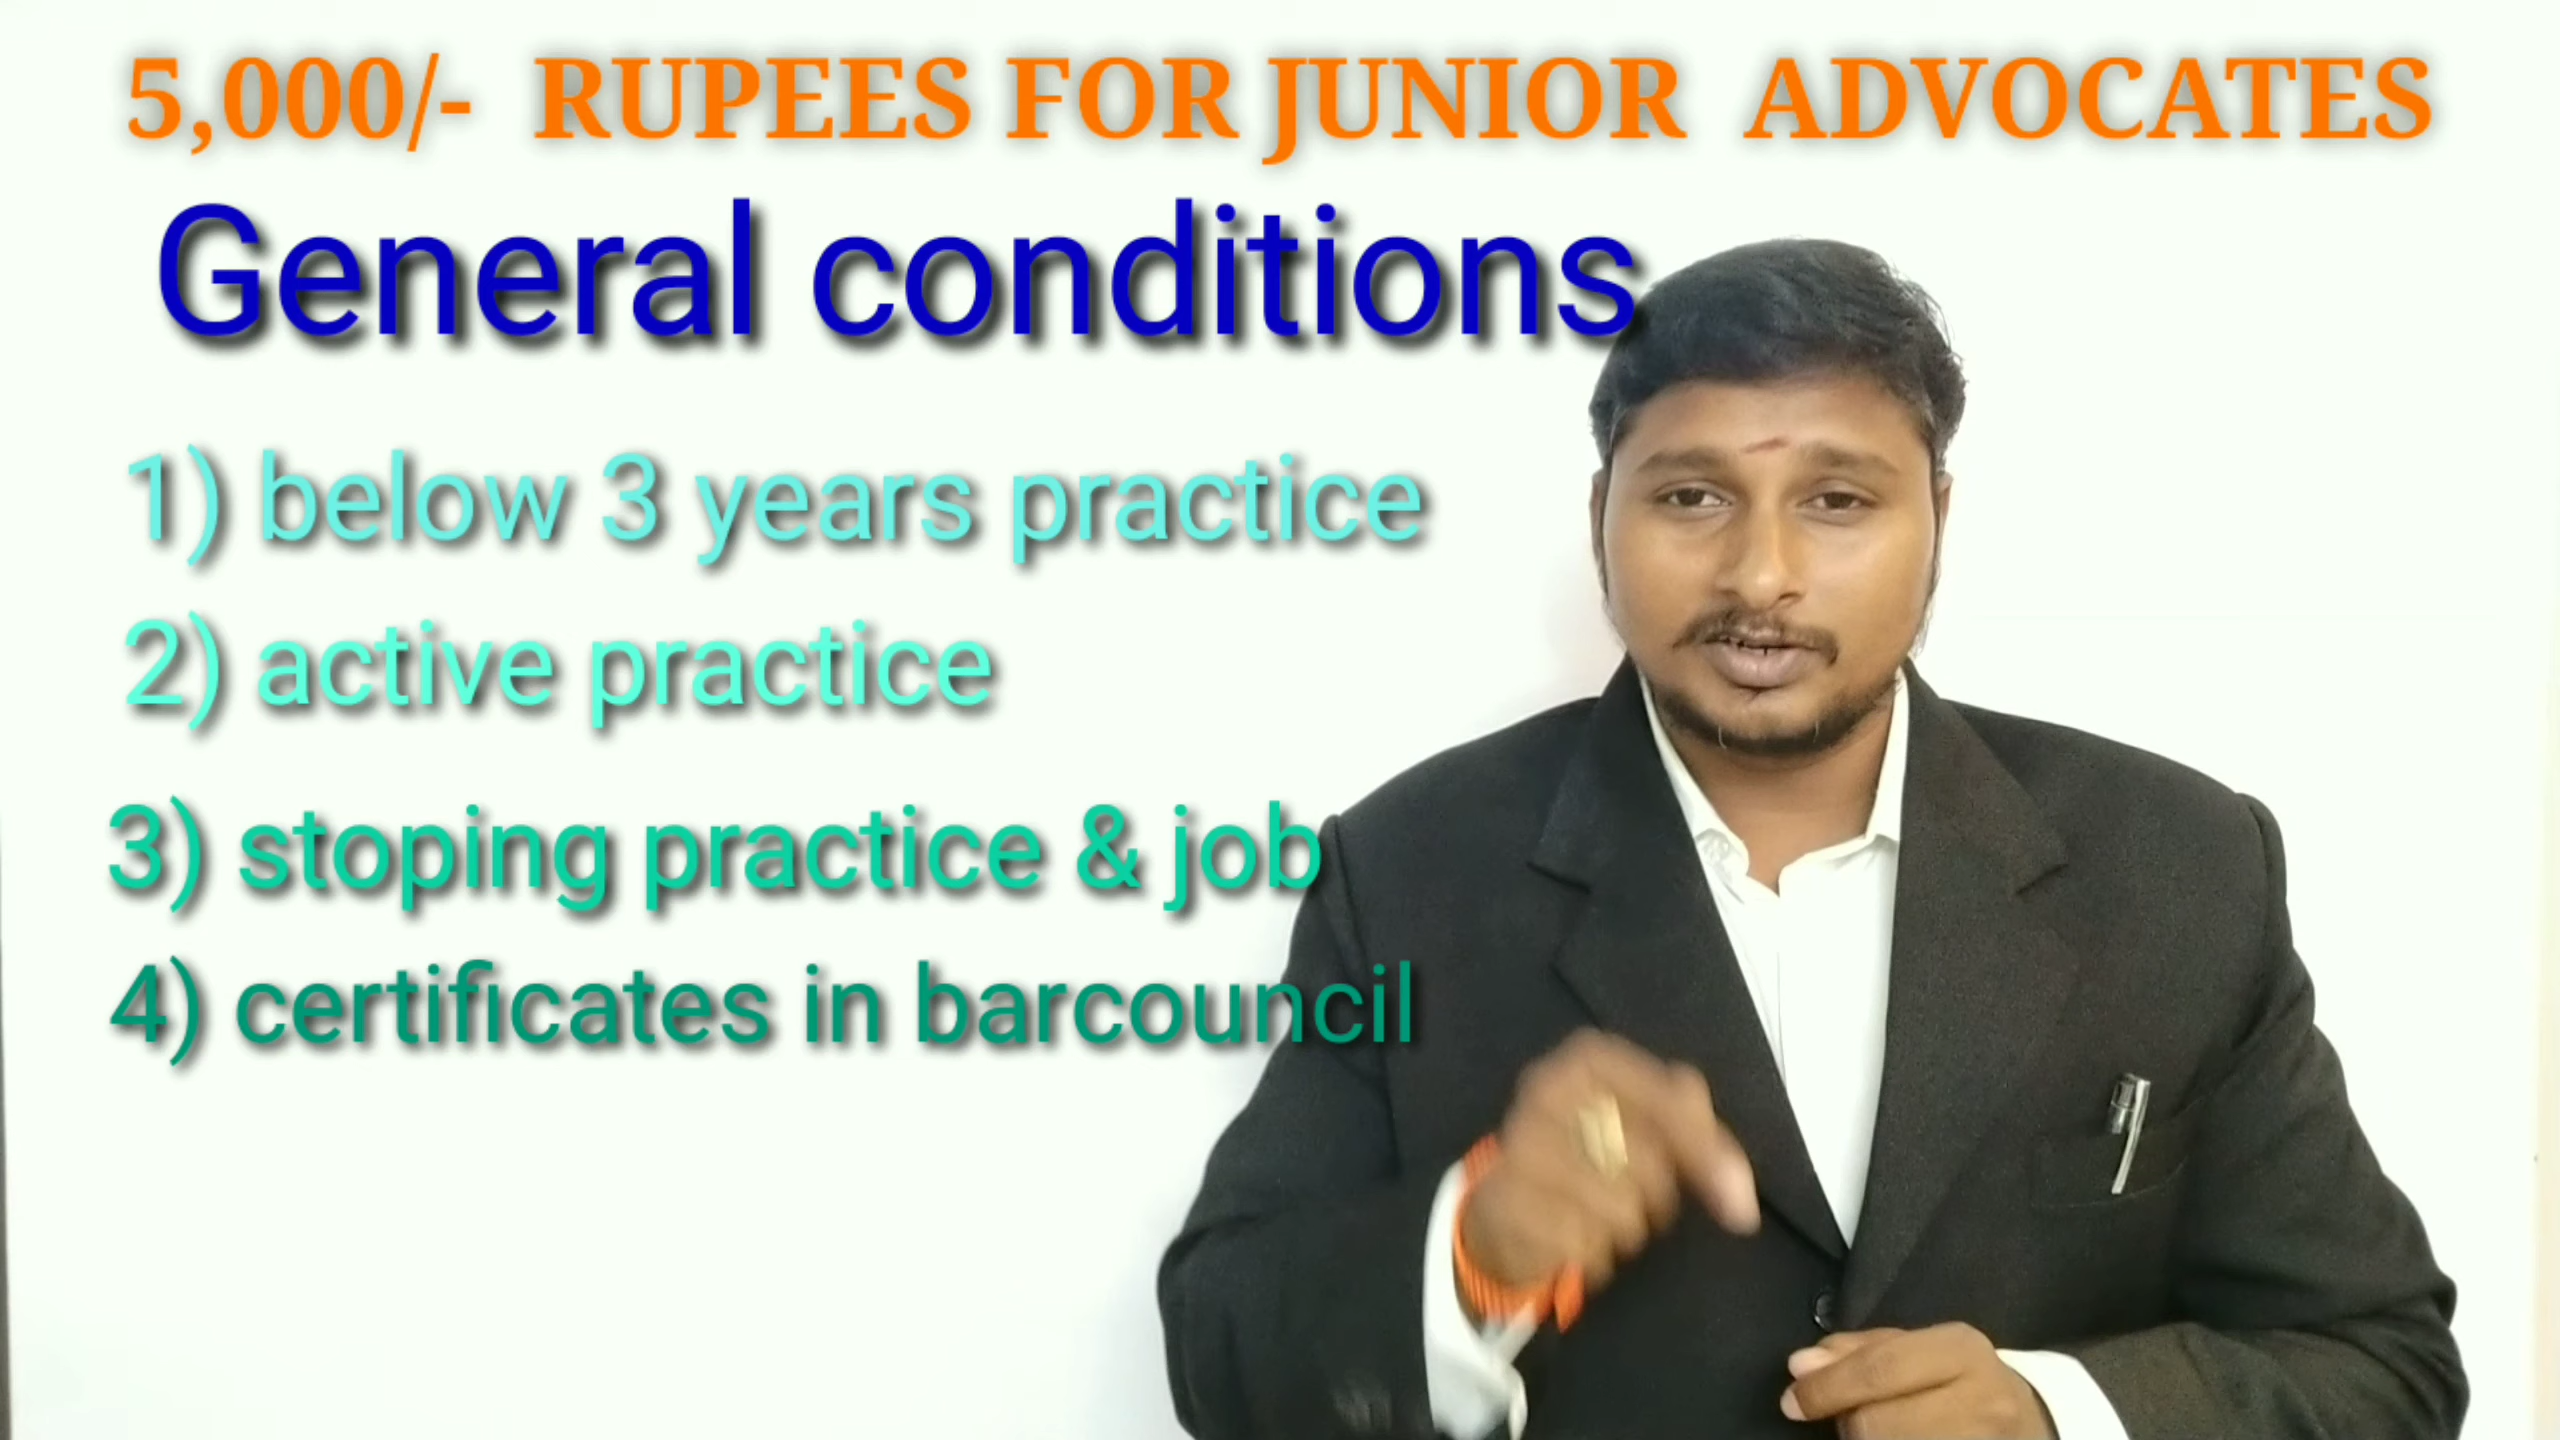 5,000/- RUPEES FOR JUNIOR ADVOCATES
General conditions
1) below 3 years practice
2) active practice
3) stoping practice & job
4) certificates in barcouncil